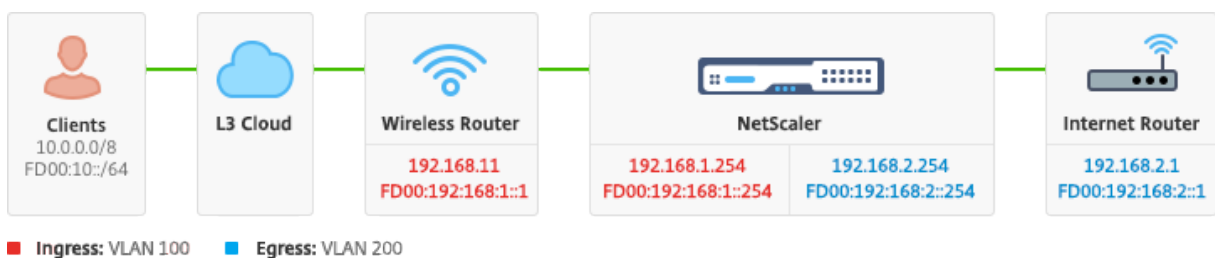 Clients
10.0.0.0/8
FD00:10::/64
L3 Cloud
Wireless Router
192.168.11
FD00:192:168:1::1
NetScaler
192.168.1.254
FD00:192:168:1::254
192.168.2.254
FD00:192:168:2::254
Internet Router
192.168.2.1
FD00:192:168:2::1
Ingress: VLAN 100
Egress: VLAN 200